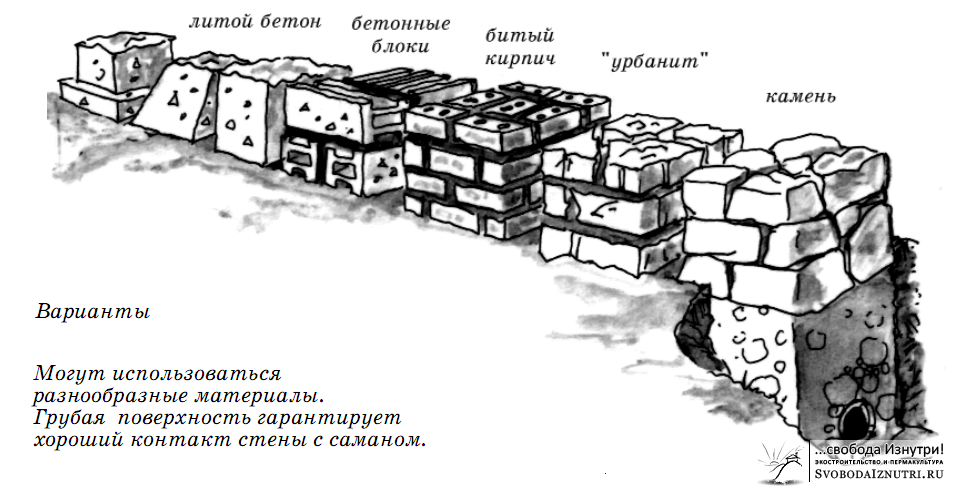 литой бетон
бетонные
блоки
битый
кирпич
"урбанит"
камень
Варианты
Могут использоваться
разнообразные материалы.
Грубая поверхность гарантирует
хороший контакт стены с саманом.
...свобода Изнутри!
экостроительство и пермакультура
SvobodaIznutri.ru